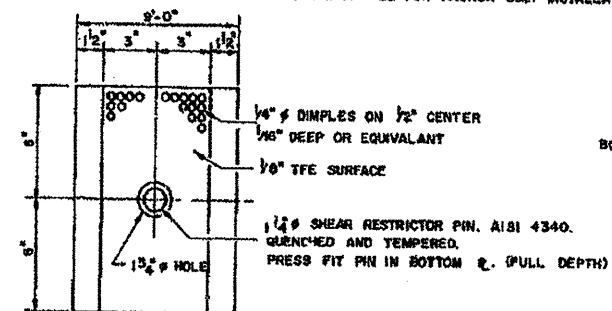 9'-0"
1½" 3" 3" 1½"
¼" ø DIMPLES ON ½" CENTER
1/16" DEEP OR EQUIVALANT
1/8" TFE SURFACE
6"
6"
1¼" ø SHEAR RESTRICTOR PIN. AISI 4340.
QUENCHED AND TEMPERED.
PRESS FIT PIN IN BOTTOM ℄. (FULL DEPTH)
1¾" ø HOLE